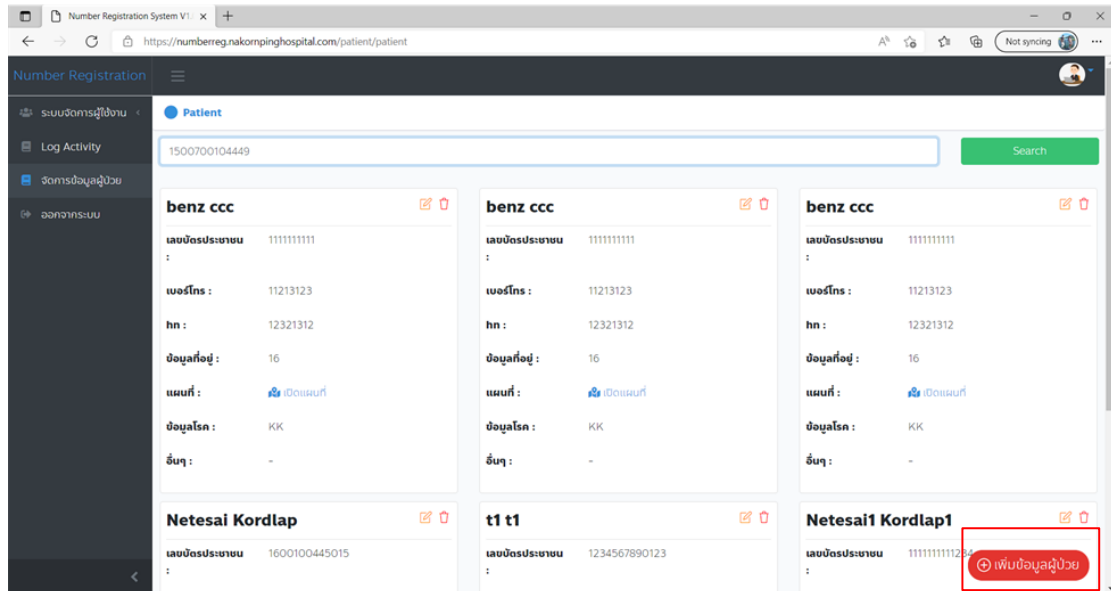 Number Registration System V1.
https://numberreg.nakornpinghospital.com/patient/patient
Not syncing
Number Registration
ระบบจัดการผู้ใช้งาน
Log Activity
จัดการข้อมูลผู้ป่วย
ออกจากระบบ
Patient
1500700104449
Search
benz ccc
เลขบัตรประชาชน : 1111111111
เบอร์โทร : 11213123
hn : 12321312
ข้อมูลที่อยู่ : 16
แผนที่ : เปิดแผนที่
ข้อมูลโรค : KK
อื่นๆ : -
benz ccc
เลขบัตรประชาชน : 1111111111
เบอร์โทร : 11213123
hn : 12321312
ข้อมูลที่อยู่ : 16
แผนที่ : เปิดแผนที่
ข้อมูลโรค : KK
อื่นๆ : -
benz ccc
เลขบัตรประชาชน : 1111111111
เบอร์โทร : 11213123
hn : 12321312
ข้อมูลที่อยู่ : 16
แผนที่ : เปิดแผนที่
ข้อมูลโรค : KK
อื่นๆ : -
Netesai Kordlap
เลขบัตรประชาชน : 1600100445015
t1 t1
เลขบัตรประชาชน : 1234567890123
Netesai1 Kordlap1
เลขบัตรประชาชน : 1111111111234
เพิ่มข้อมูลผู้ป่วย